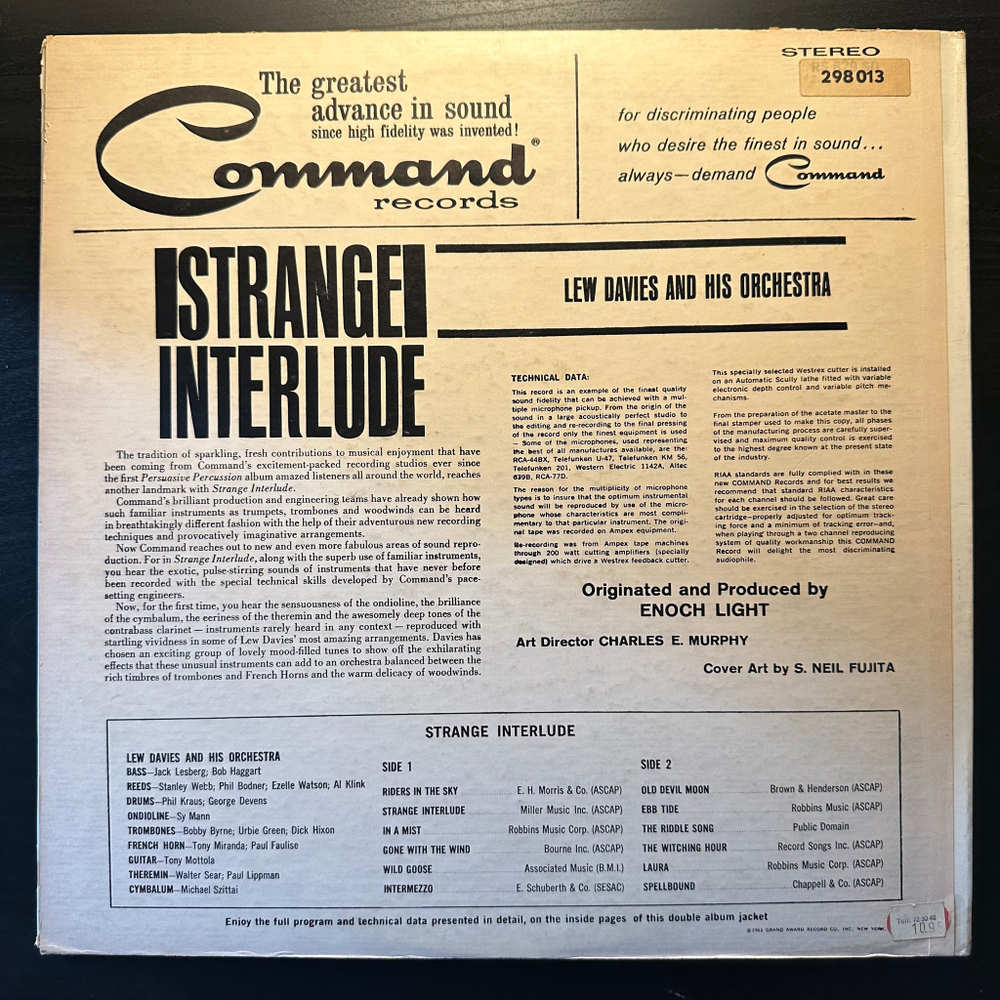 STEREO
298013
The greatest
advance in sound
since high fidelity was invented!
Command®
records
for discriminating people
who desire the finest in sound...
always—demand Command
STRANGE
INTERLUDE
LEW DAVIES AND HIS ORCHESTRA
The tradition of sparkling, fresh contributions to musical enjoyment that have
been coming from Command's excitement-packed recording studios ever since
the first Persuasive Percussion album amazed listeners all around the world, reaches
another landmark with Strange Interlude.
Command's brilliant production and engineering teams have already shown how
such familiar instruments as trumpets, trombones and woodwinds can be heard
in breathtakingly different fashion with the help of their adventurous new recording
techniques and provocatively imaginative arrangements.
Now Command reaches out to new and even more fabulous areas of sound repro-
duction. For in Strange Interlude, along with the superb use of familiar instruments,
you hear the exotic, pulse-stirring sounds of instruments that have never before
been recorded with the special technical skills developed by Command's pace-
setting engineers.
Now, for the first time, you hear the sensuousness of the ondioline, the brilliance
of the cymbalum, the eeriness of the theremin and the awesomely deep tones of the
contrabass clarinet — instruments rarely heard in any context — reproduced with
startling vividness in some of Lew Davies' most amazing arrangements. Davies has
chosen an exciting group of lovely mood-filled tunes to show off the exhilarating
effects that these unusual instruments can add to an orchestra balanced between the
rich timbres of trombones and French Horns and the warm delicacy of woodwinds.
TECHNICAL DATA:
This record is an example of the finest quality
sound fidelity that can be achieved with a mul-
tiple microphone pickup. From the origin of the
sound in a large acoustically perfect studio to
the editing and re-recording to the final pressing
of the record only the finest equipment is used
— Some of the microphones, used representing
the best of all manufactures available, are the:
RCA-44BX, Telefunken U-47, Telefunken KM 56,
Telefunken 201, Western Electric 1142A, Altec
639B, RCA-77D.
The reason for the multiplicity of microphone
types is to insure that the optimum instrumental
sound will be reproduced by use of the micro-
phone whose characteristics are most compli-
mentary to that particular instrument. The origi-
nal tape was recorded on Ampex equipment.
Re-recording was from Ampex tape machines
through 200 watt cutting amplifiers (specially
designed) which drive a Westrex feedback cutter.
This specially selected Westrex cutter is installed
on an Automatic Scully lathe fitted with variable
electronic depth control and variable pitch me-
chanisms.
From the preparation of the acetate master to the
final stamper used to make this copy, all phases
of the manufacturing process are carefully super-
vised and maximum quality control is exercised
to the highest degree known at the present state
of the industry.
RIAA standards are fully complied with in these
new COMMAND Records and for best results we
recommend that standard RIAA characteristics
for each channel should be followed. Great care
should be exercised in the selection of the stereo
cartridge—properly adjusted for optimum track-
ing force and a minimum of tracking error—and,
when playing through a two channel reproducing
system of quality workmanship this COMMAND
Record will delight the most discriminating
audiophile.
Originated and Produced by
ENOCH LIGHT
Art Director CHARLES E. MURPHY
Cover Art by S. NEIL FUJITA
STRANGE INTERLUDE
LEW DAVIES AND HIS ORCHESTRA
BASS—Jack Lesberg; Bob Haggart
REEDS—Stanley Webb; Phil Bodner; Ezelle Watson; Al Klink
DRUMS—Phil Kraus; George Devens
ONDIOLINE—Sy Mann
TROMBONES—Bobby Byrne; Urbie Green; Dick Hixon
FRENCH HORN—Tony Miranda; Paul Faulise
GUITAR—Tony Mottola
THEREMIN—Walter Sear; Paul Lippman
CYMBALUM—Michael Szittai
SIDE 1
RIDERS IN THE SKY E. H. Morris & Co. (ASCAP)
STRANGE INTERLUDE Miller Music Inc. (ASCAP)
IN A MIST Robbins Music Corp. (ASCAP)
GONE WITH THE WIND Bourne Inc. (ASCAP)
WILD GOOSE Associated Music (B.M.I.)
INTERMEZZO E. Schuberth & Co. (SESAC)
SIDE 2
OLD DEVIL MOON Brown & Henderson (ASCAP)
EBB TIDE Robbins Music (ASCAP)
THE RIDDLE SONG Public Domain
THE WITCHING HOUR Record Songs Inc. (ASCAP)
LAURA Robbins Music Corp. (ASCAP)
SPELLBOUND Chappell & Co. (ASCAP)
Enjoy the full program and technical data presented in detail, on the inside pages of this double album jacket
©1961 GRAND AWARD RECORD CO., INC., NEW YORK,